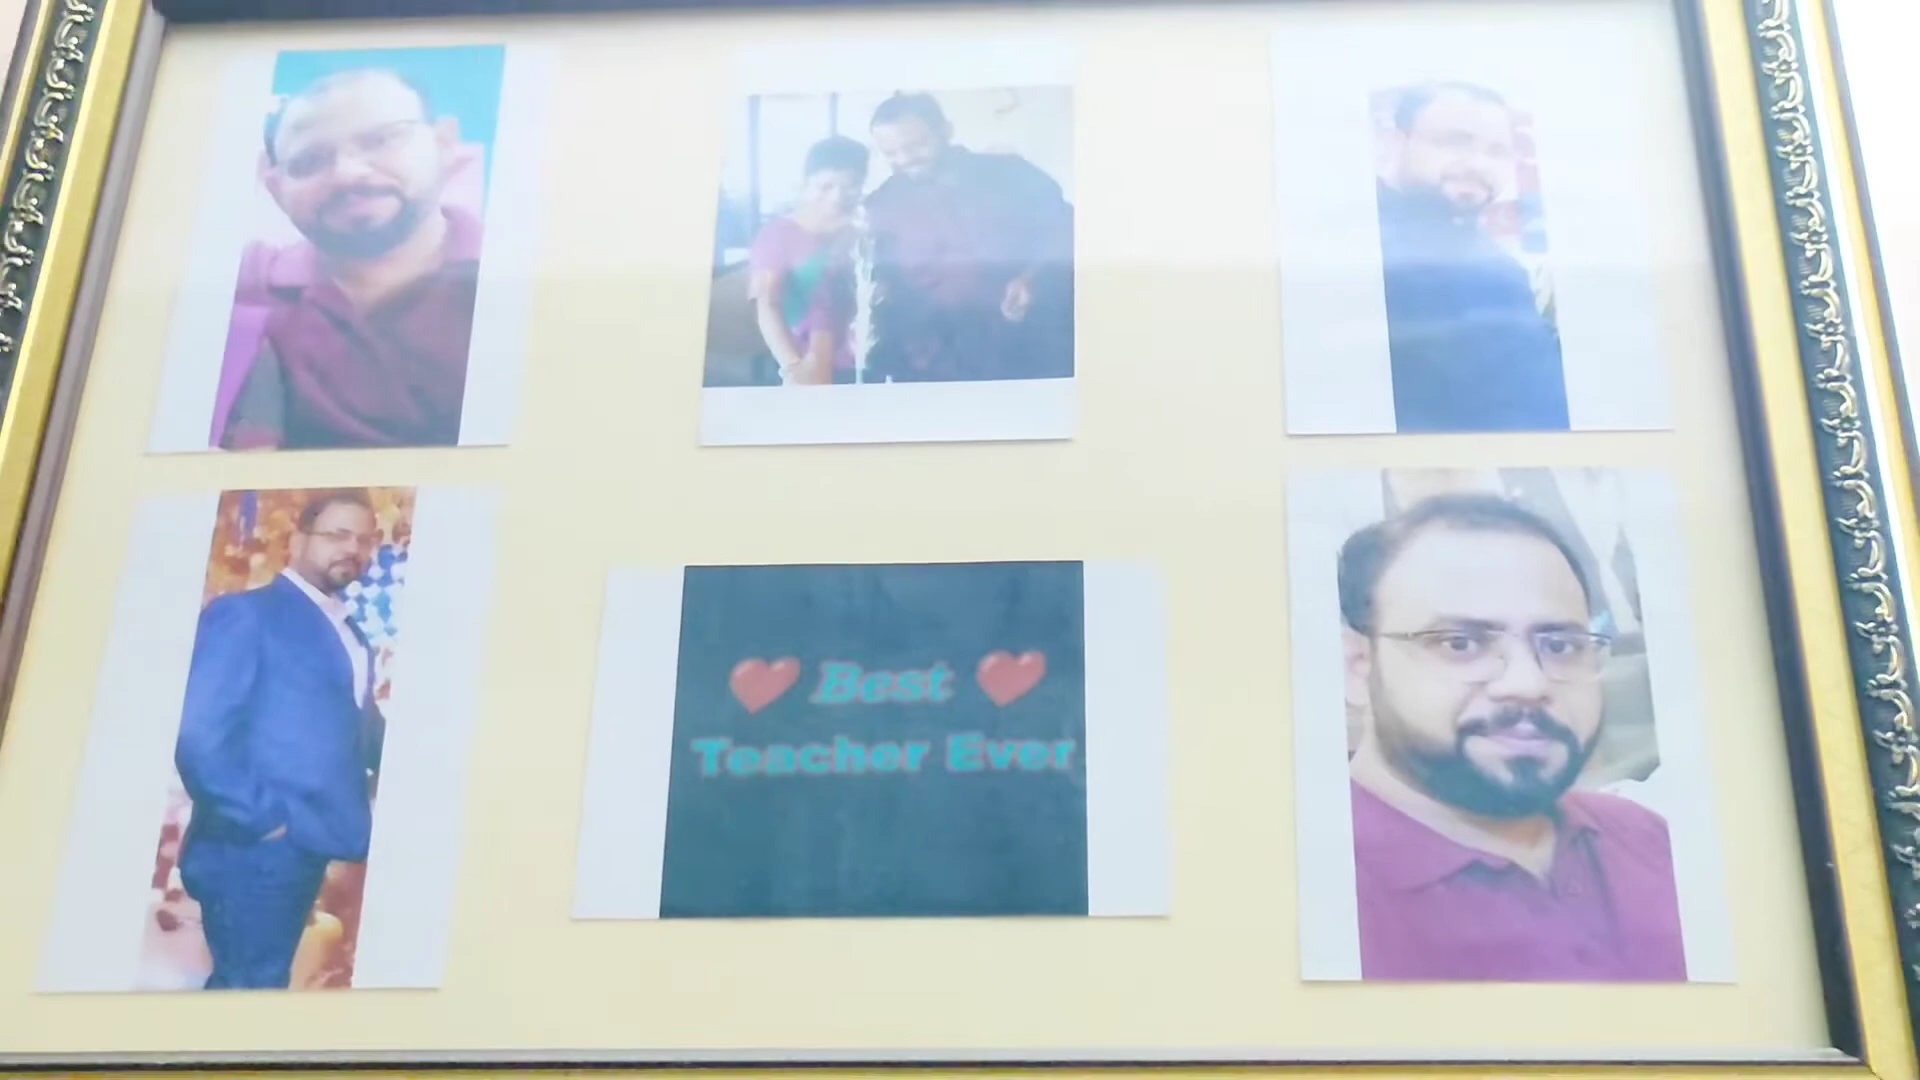 ❤️ Best ❤️
Teacher Ever